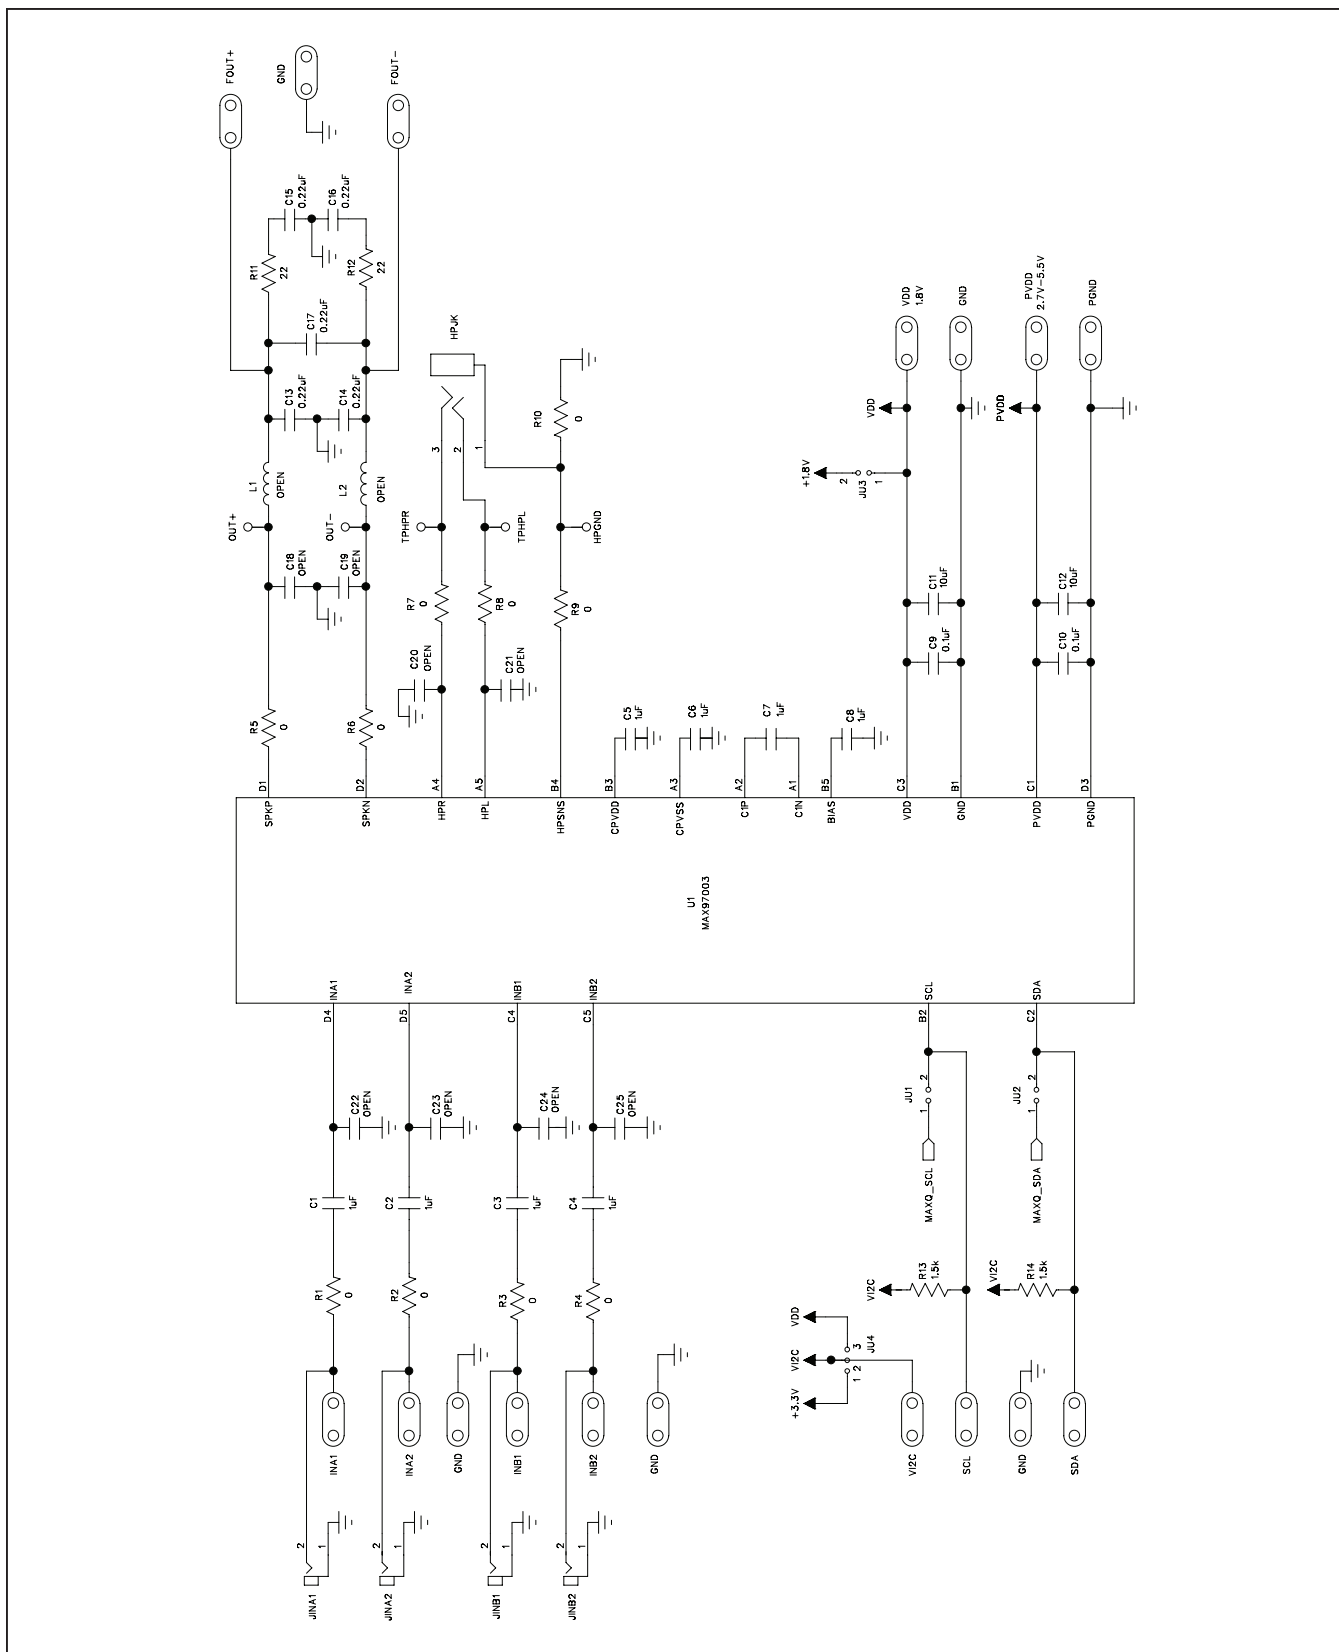 FOUT+
GND
FOUT-
C15
0.22uF
C16
0.22uF
R11
22
R12
22
C17
0.22uF
C13
0.22uF
C14
0.22uF
L1
OPEN
L2
OPEN
OUT+
OUT-
C18
OPEN
C19
OPEN
R5
0
R6
0
HPJK
3
2
1
R10
0
TPHPR
TPHPL
HPGND
R7
0
R8
0
R9
0
C20
OPEN
C21
OPEN
C5
1uF
C6
1uF
C7
1uF
C8
1uF
VDD
1.8V
GND
PVDD
2.7V-5.5V
PGND
VDD
PVDD
+1.8V
2
JU3
1
C11
10uF
C9
0.1uF
C12
10uF
C10
0.1uF
D1
D2
A4
A5
B4
B3
A3
A2
A1
B5
C3
B1
C1
D3
SPKP
SPKN
HPR
HPL
HPSNS
CPVDD
CPVSS
C1P
C1N
BIAS
VDD
GND
PVDD
PGND
U1
MAX97003
INA1
INA2
INB1
INB2
SCL
SDA
D4
D5
C4
C5
B2
C2
C22
OPEN
C23
OPEN
C24
OPEN
C25
OPEN
C1
1uF
C2
1uF
C3
1uF
C4
1uF
R1
0
R2
0
R3
0
R4
0
2
JU1
1
MAXQ_SCL
2
JU2
1
MAXQ_SDA
VI2C
R13
1.5k
VI2C
R14
1.5k
VDD
VI2C
+3.3V
3
JU4
1 2
INA1
INA2
GND
INB1
INB2
GND
VI2C
SCL
GND
SDA
2
1
JINA1
2
1
JINA2
2
1
JINB1
2
1
JINB2